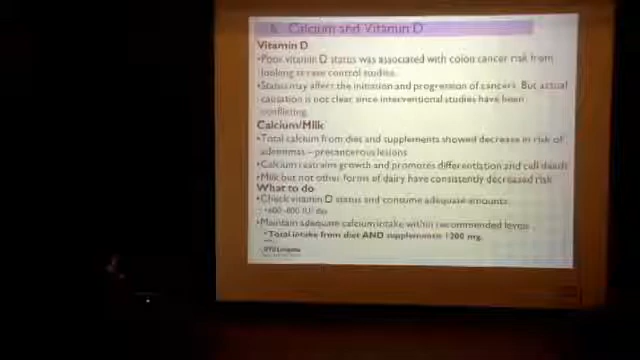 6. Calcium and Vitamin D
Vitamin D
•Poor vitamin D status was associated with colon cancer risk from
looking at case control studies.
•Status may affect the initiation and progression of cancers. But actual
causation is not clear since interventional studies have been
conflicting.
Calcium/Milk
•Total calcium from diet and supplements showed decrease in risk of
adenomas – precancerous lesions
•Calcium restrains growth and promotes differentiation and cell death
•Milk but not other forms of dairy have consistently decreased risk
What to do
•Check vitamin D status and consume adequate amounts.
•600-800 IU/ day
•Maintain adequate calcium intake within recommended levels.
•Total intake from diet AND supplements: 1200 mg.
NYU Langone